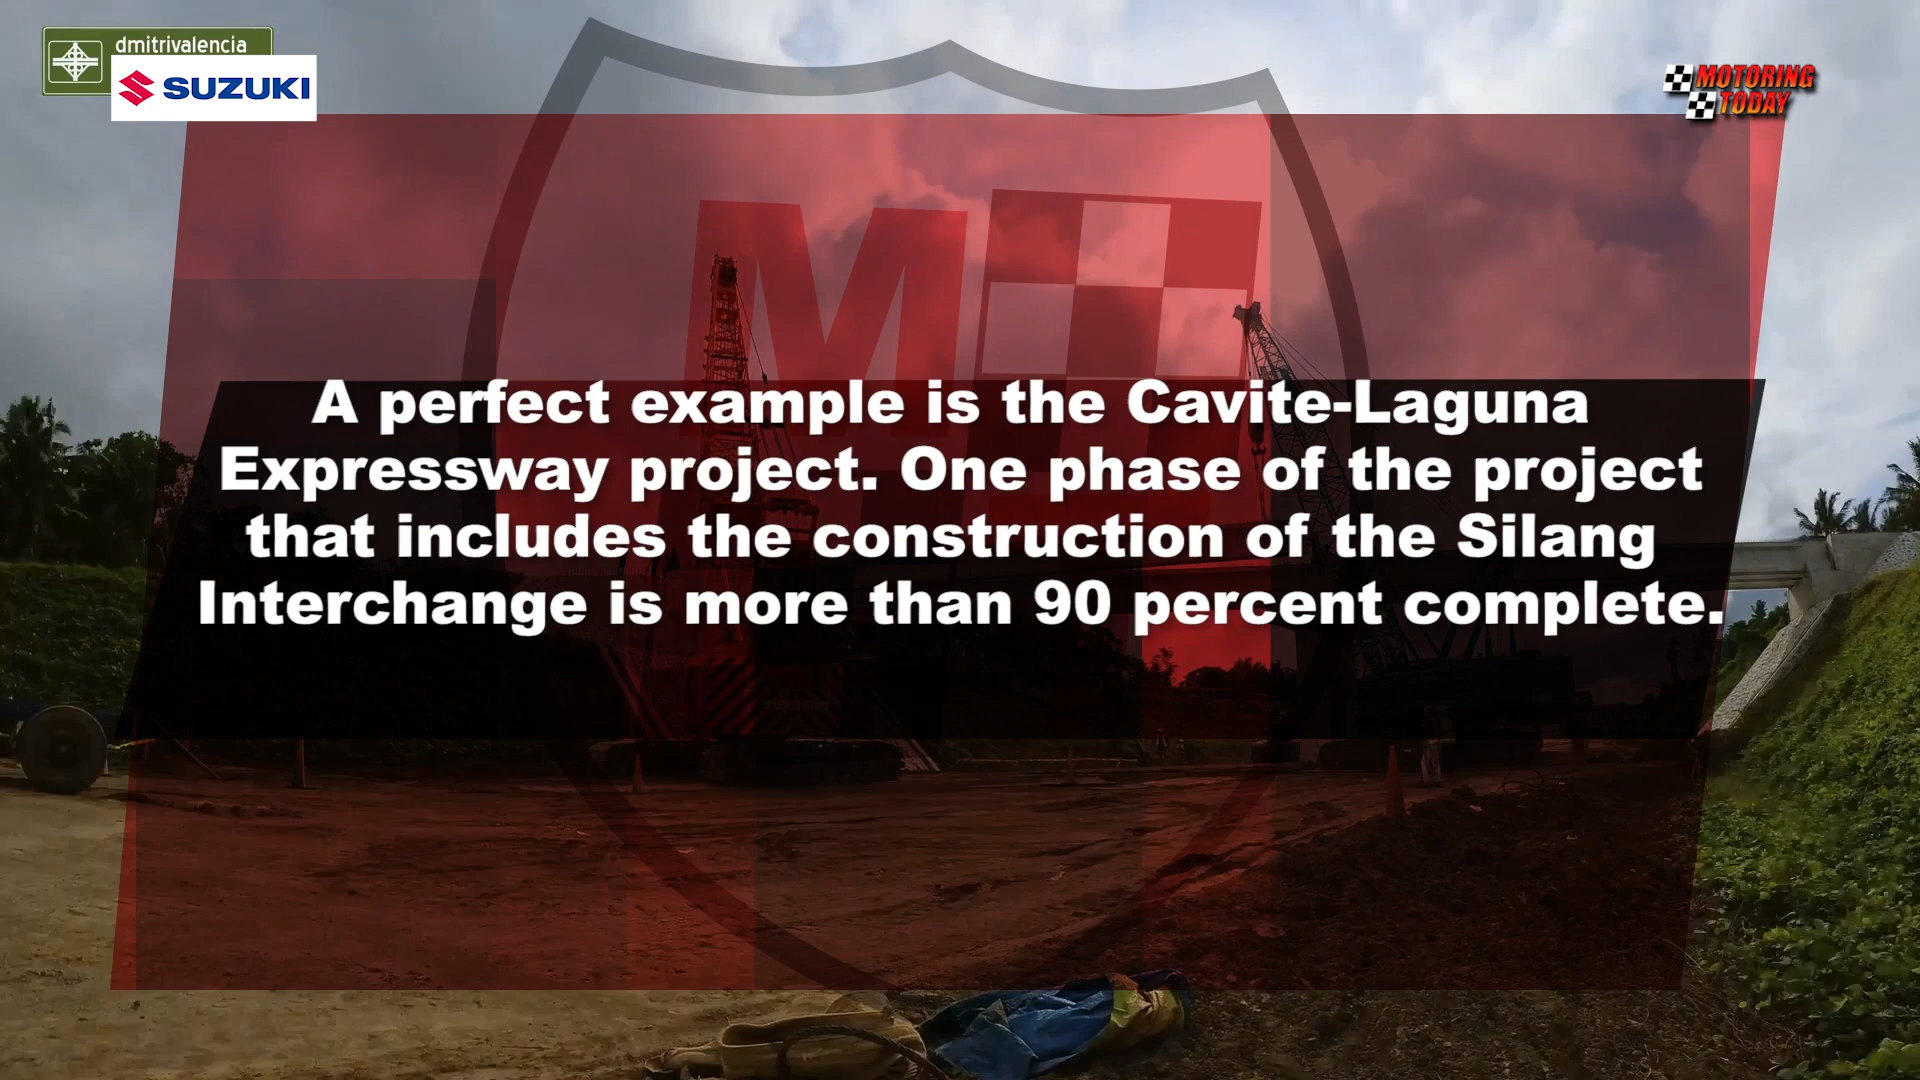 dmitrivalencia
SUZUKI
MOTORING
TODAY
M
A perfect example is the Cavite-Laguna
Expressway project. One phase of the project
that includes the construction of the Silang
Interchange is more than 90 percent complete.